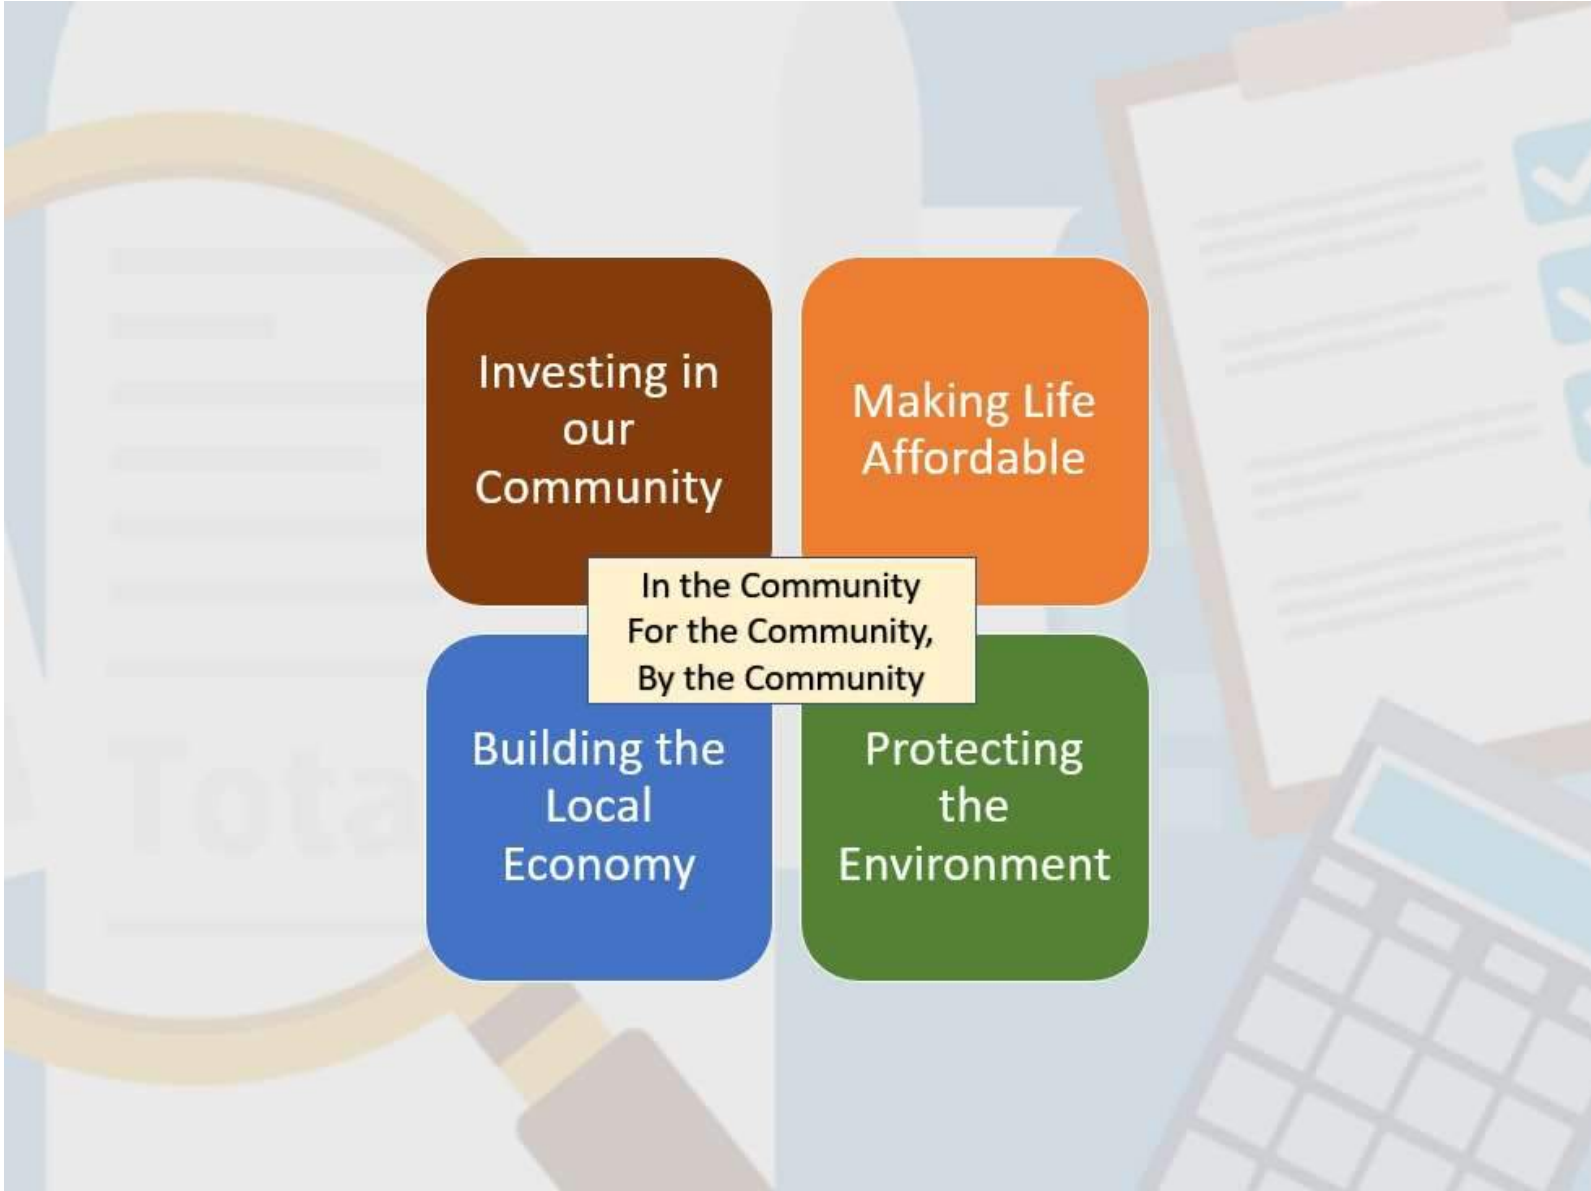 Investing in
our
Community
Making Life
Affordable
In the Community
For the Community,
By the Community
Building the
Local
Economy
Protecting
the
Environment
Tota